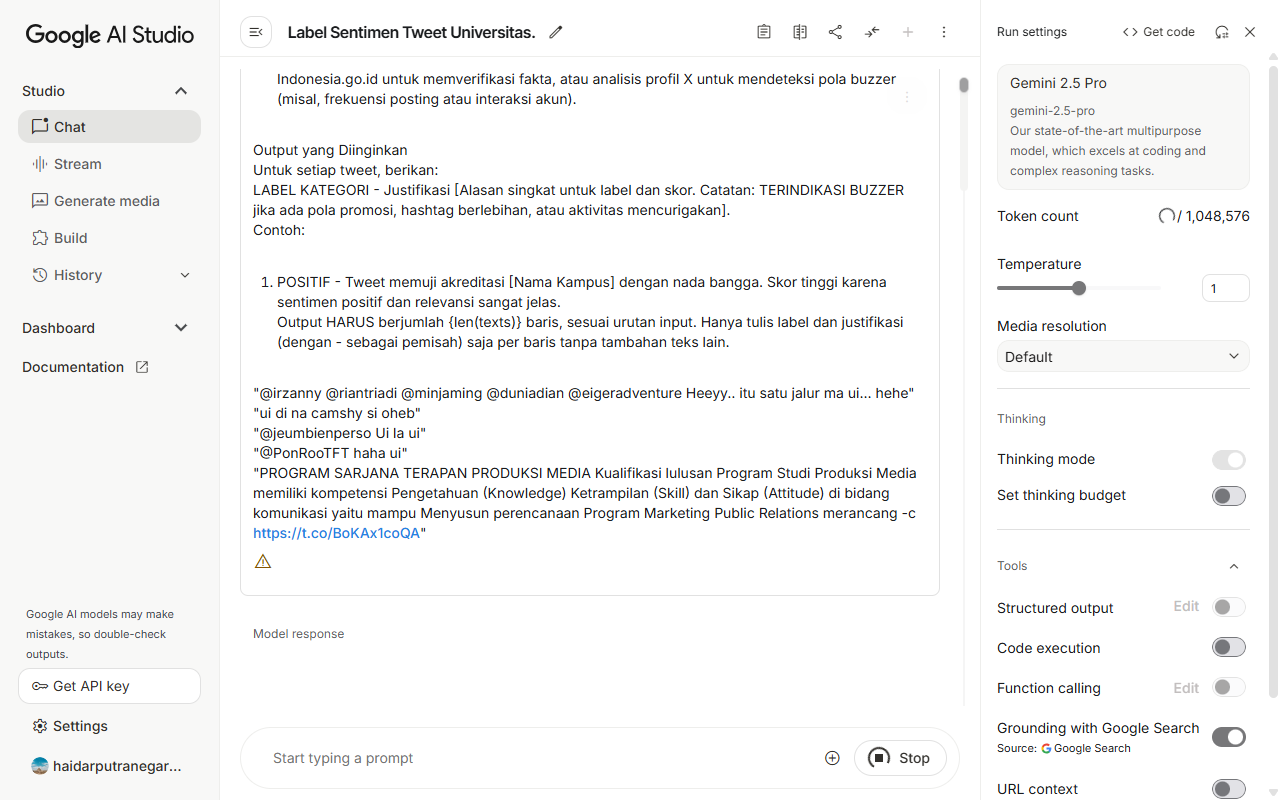 Google AI Studio
Studio
Chat
Stream
Generate media
Build
History
Dashboard
Documentation
Google AI models may make
mistakes, so double-check
outputs.
Get API key
Settings
haidarputranegar...
Label Sentimen Tweet Universitas.
Indonesia.go.id untuk memverifikasi fakta, atau analisis profil X untuk mendeteksi pola buzzer
(misal, frekuensi posting atau interaksi akun).
Output yang Diinginkan
Untuk setiap tweet, berikan:
LABEL KATEGORI - Justifikasi [Alasan singkat untuk label dan skor. Catatan: TERINDIKASI BUZZER
jika ada pola promosi, hashtag berlebihan, atau aktivitas mencurigakan].
Contoh:
1. POSITIF - Tweet memuji akreditasi [Nama Kampus] dengan nada bangga. Skor tinggi karena
sentimen positif dan relevansi sangat jelas.
Output HARUS berjumlah {len(texts)} baris, sesuai urutan input. Hanya tulis label dan justifikasi
(dengan - sebagai pemisah) saja per baris tanpa tambahan teks lain.
"@irzanny @riantriadi @minjaming @duniadian @eigeradventure Heeyy.. itu satu jalur ma ui... hehe"
"ui di na camshy si oheb"
"@jeumbienperso Ui la ui"
"@PonRooTFT haha ui"
"PROGRAM SARJANA TERAPAN PRODUKSI MEDIA Kualifikasi lulusan Program Studi Produksi Media
memiliki kompetensi Pengetahuan (Knowledge) Ketrampilan (Skill) dan Sikap (Attitude) di bidang
komunikasi yaitu mampu Menyusun perencanaan Program Marketing Public Relations merancang -c
https://t.co/BoKAx1coQA"
Model response
Start typing a prompt
Stop
Run settings
<> Get code
Gemini 2.5 Pro
gemini-2.5-pro
Our state-of-the-art multipurpose
model, which excels at coding and
complex reasoning tasks.
Token count
/ 1,048,576
Temperature
1
Media resolution
Default
Thinking
Thinking mode
Set thinking budget
Tools
Structured output Edit
Code execution
Function calling Edit
Grounding with Google Search
Source: Google Search
URL context